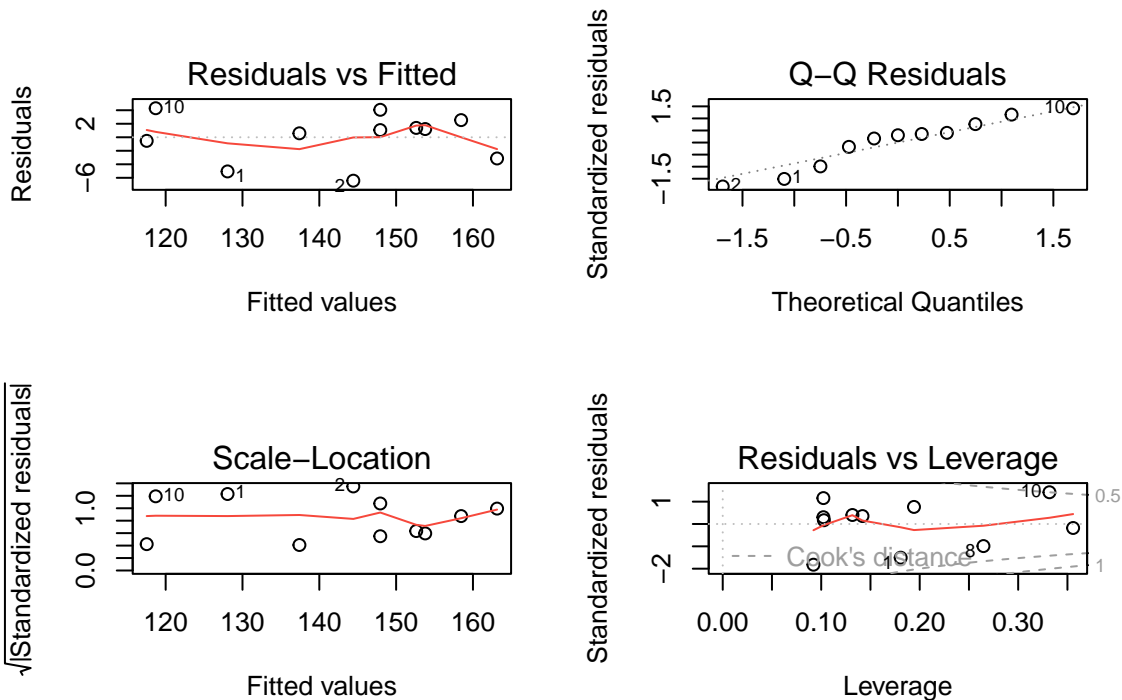 Residuals vs Fitted
Residuals
2
−6
10
1
2
120 130 140 150 160
Fitted values
Q−Q Residuals
Standardized residuals
1.5
−1.5
2
1
10
−1.5 −0.5 0.5 1.5
Theoretical Quantiles
Scale−Location
√|Standardized residuals|
1.0
0.0
10
1
2
120 130 140 150 160
Fitted values
Residuals vs Leverage
Standardized residuals
1
−2
10
0.5
1
8
1
Cook's distance
0.00 0.10 0.20 0.30
Leverage